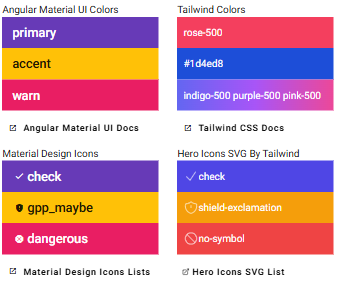 Angular Material UI Colors
primary
accent
warn
Angular Material UI Docs
Tailwind Colors
rose-500
#1d4ed8
indigo-500 purple-500 pink-500
Tailwind CSS Docs
Material Design Icons
check
gpp_maybe
dangerous
Material Design Icons Lists
Hero Icons SVG By Tailwind
check
shield-exclamation
no-symbol
Hero Icons SVG List